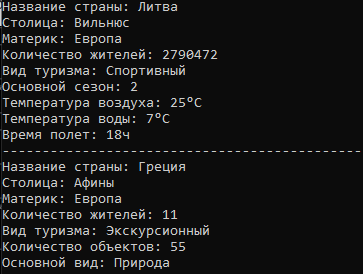 Название страны: Литва
Столица: Вильнюс
Материк: Европа
Количество жителей: 2790472
Вид туризма: Спортивный
Основной сезон: 2
Температура воздуха: 25°C
Температура воды: 7°C
Время полет: 18ч
--------------------------------------------
Название страны: Греция
Столица: Афины
Материк: Европа
Количество жителей: 11
Вид туризма: Экскурсионный
Количество объектов: 55
Основной вид: Природа